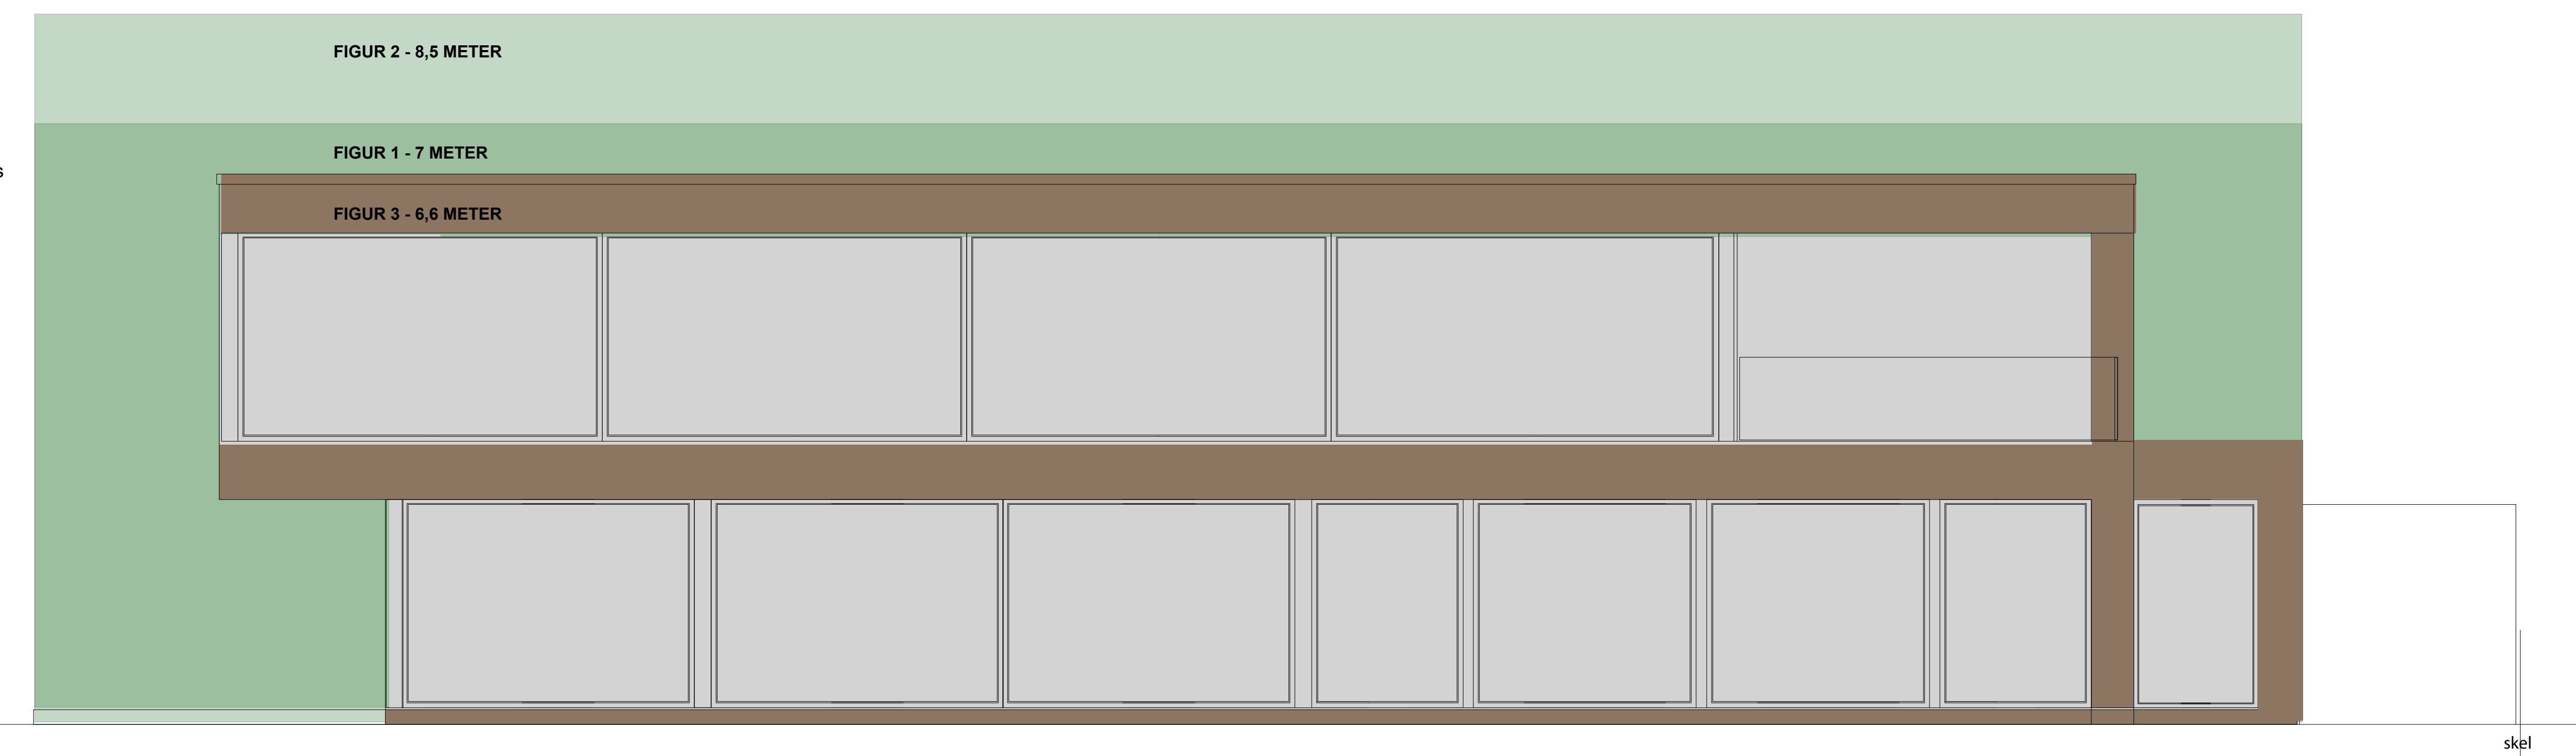 FIGUR 2 - 8,5 METER
FIGUR 1 - 7 METER
s
FIGUR 3 - 6,6 METER
skel